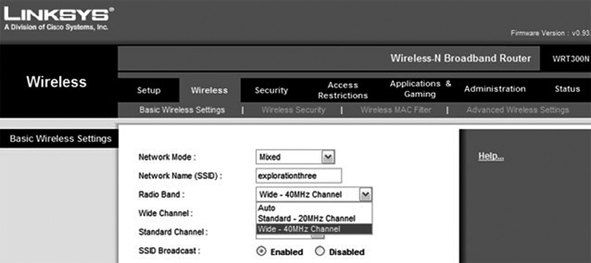 LINKSYS®
A Division of Cisco Systems, Inc.
Firmware Version : v0.93.
Wireless-N Broadband Router WRT300N
Wireless
Setup Wireless Security Access Restrictions Applications & Gaming Administration Status
Basic Wireless Settings | Wireless Security | Wireless MAC Filter | Advanced Wireless Settings
Basic Wireless Settings
Help...
Network Mode : Mixed
Network Name (SSID) : explorationthree
Radio Band : Wide - 40MHz Channel
Auto
Wide Channel :
Standard - 20MHz Channel
Wide - 40MHz Channel
Standard Channel :
SSID Broadcast : Enabled Disabled